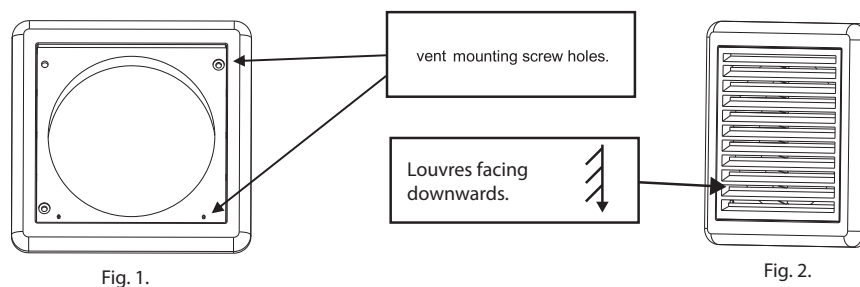 vent mounting screw holes.
Louvres facing
downwards.
Fig. 1.
Fig. 2.